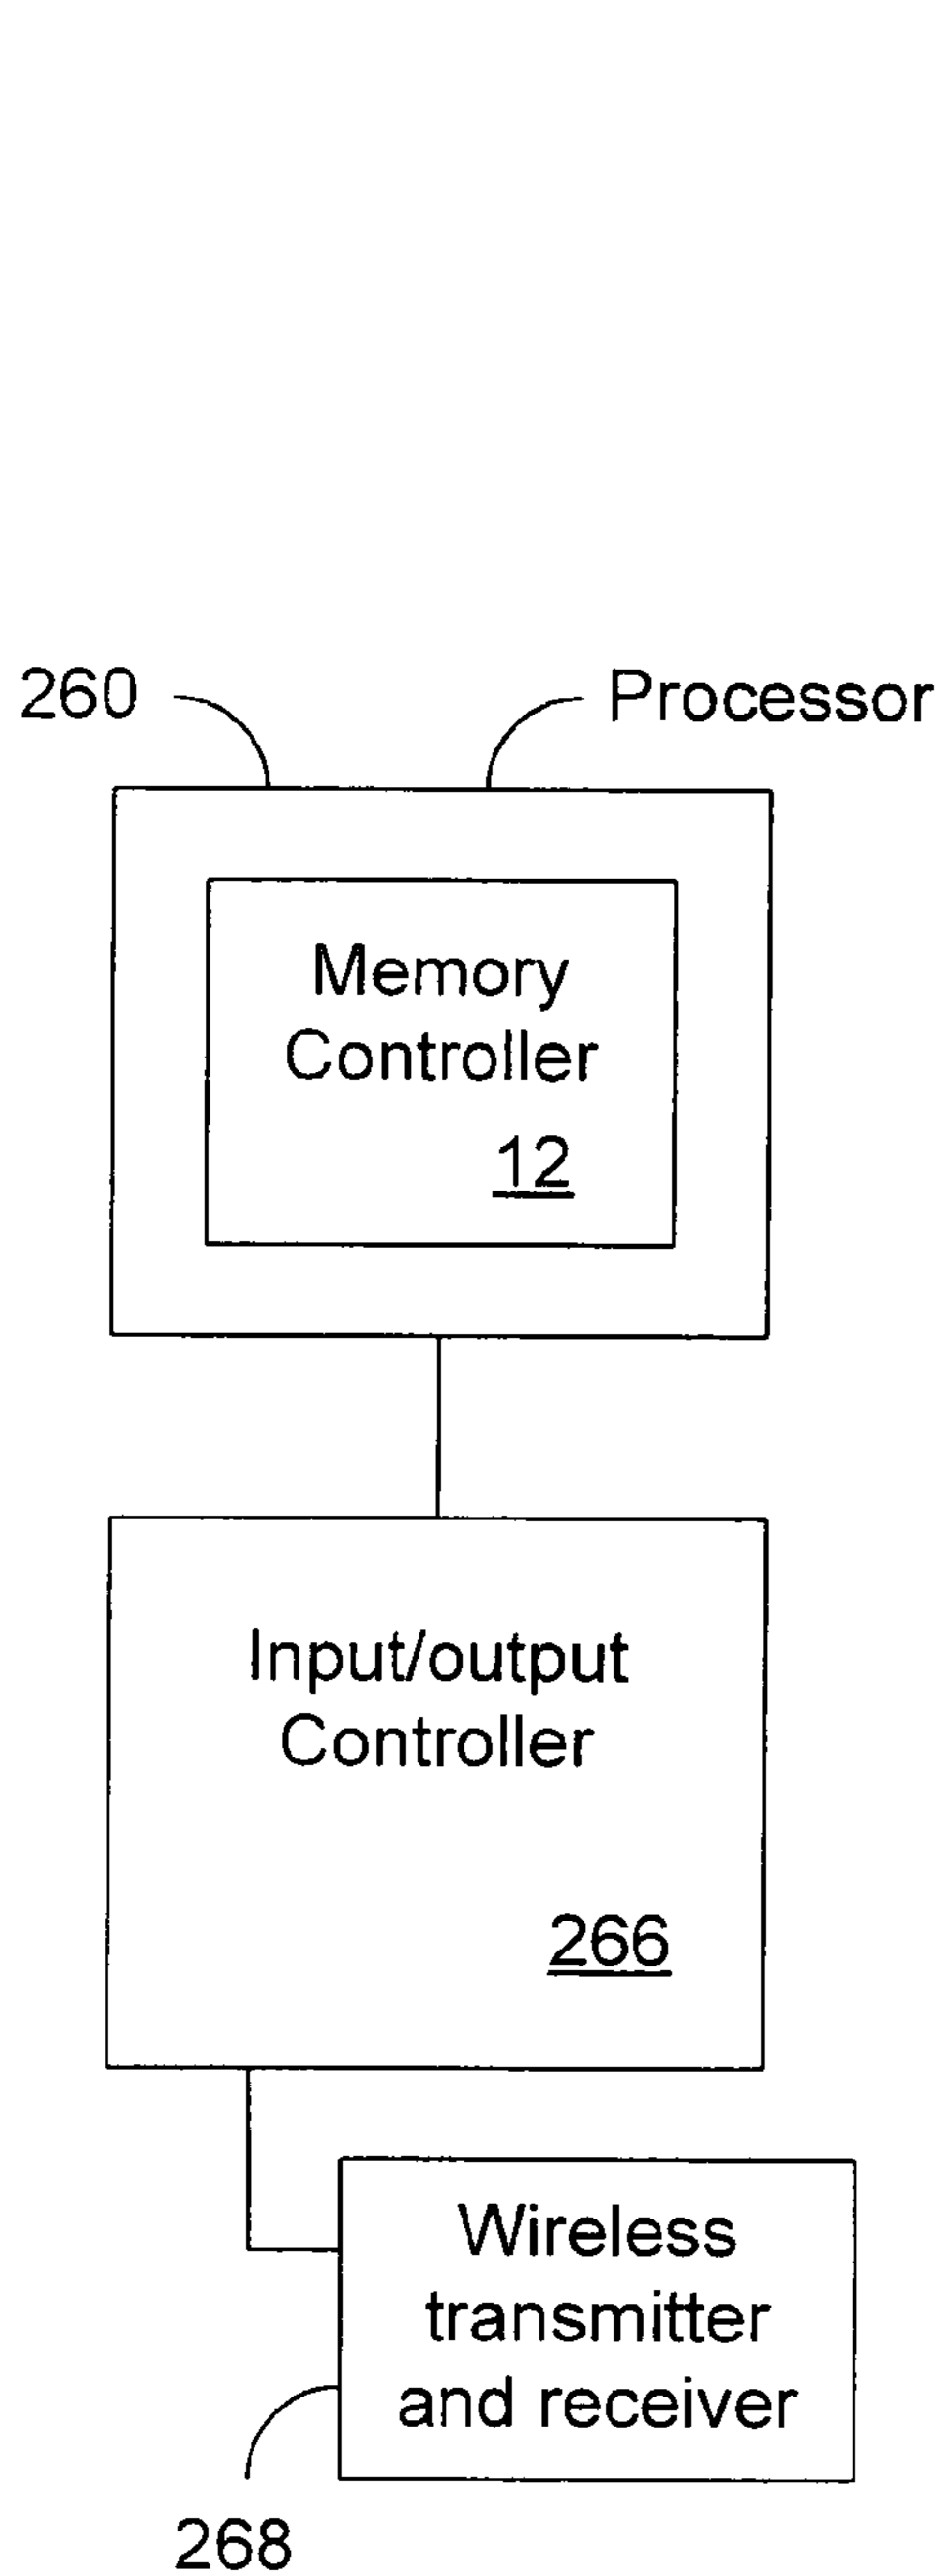 260
Processor
Memory
Controller
12
Input/output
Controller
266
Wireless
transmitter
and receiver
268